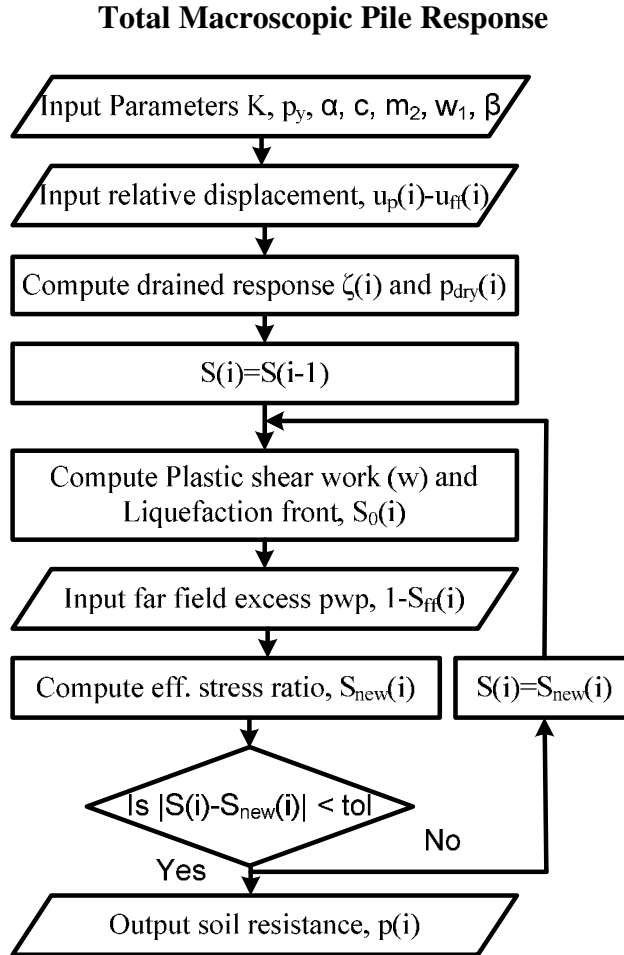 Total Macroscopic Pile Response
Input Parameters K, p_y, α, c, m_2, w_1, β
Input relative displacement, u_p(i)-u_ff(i)
Compute drained response ζ(i) and p_dry(i)
S(i)=S(i-1)
Compute Plastic shear work (w) and
Liquefaction front, S_0(i)
Input far field excess pwp, 1-S_ff(i)
Compute eff. stress ratio, S_new(i)
S(i)=S_new(i)
Is |S(i)-S_new(i)| < tol
No
Yes
Output soil resistance, p(i)